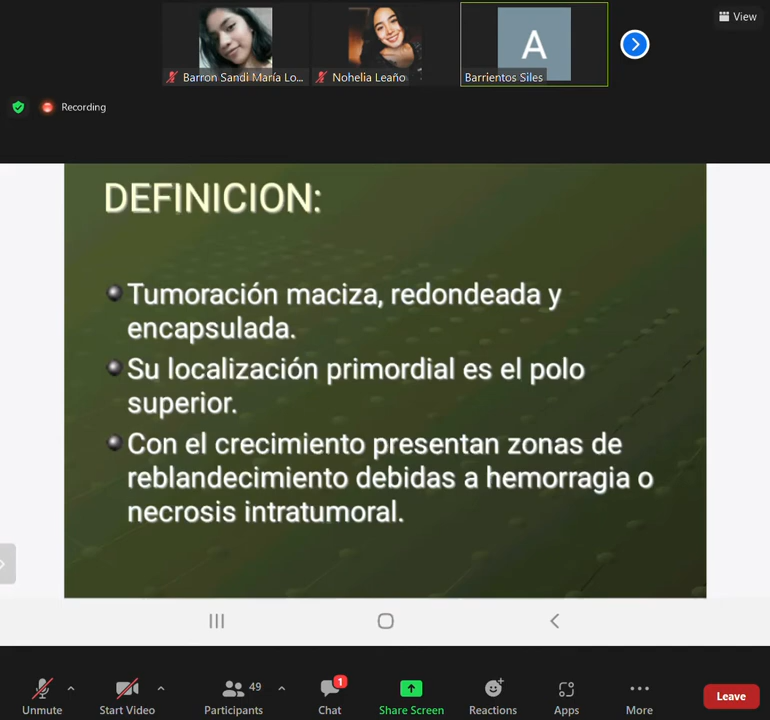 View
Barron Sandi María Lo...
Nohelia Leaño
A
Barrientos Siles
Recording
DEFINICION:
Tumoración maciza, redondeada y
encapsulada.
Su localización primordial es el polo
superior.
Con el crecimiento presentan zonas de
reblandecimiento debidas a hemorragia o
necrosis intratumoral.
49
1
Unmute
Start Video
Participants
Chat
Share Screen
Reactions
Apps
More
Leave